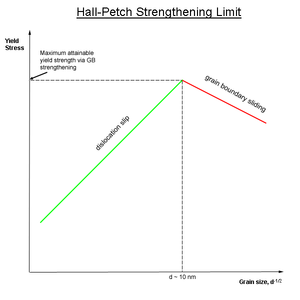 Hall-Petch Strengthening Limit
Yield
Stress
Maximum attainable
yield strength via GB
strengthening
dislocation slip
grain boundary sliding
d ~ 10 nm
Grain size, d-1/2